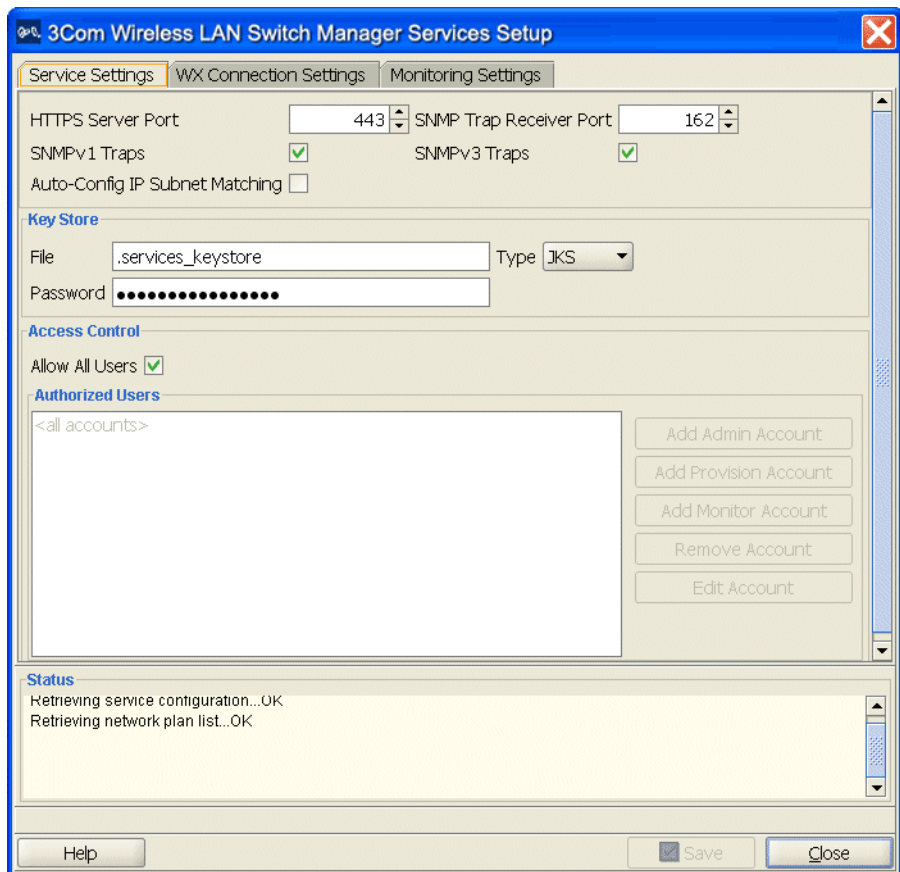 3Com Wireless LAN Switch Manager Services Setup
Service Settings WX Connection Settings Monitoring Settings
HTTPS Server Port 443 SNMP Trap Receiver Port 162
SNMPv1 Traps SNMPv3 Traps
Auto-Config IP Subnet Matching
Key Store
File .services_keystore Type JKS
Password ●●●●●●●●●●●●●●●●
Access Control
Allow All Users
Authorized Users
<all accounts>
Add Admin Account
Add Provision Account
Add Monitor Account
Remove Account
Edit Account
Status
Retrieving service configuration...OK
Retrieving network plan list...OK
Help Save Close